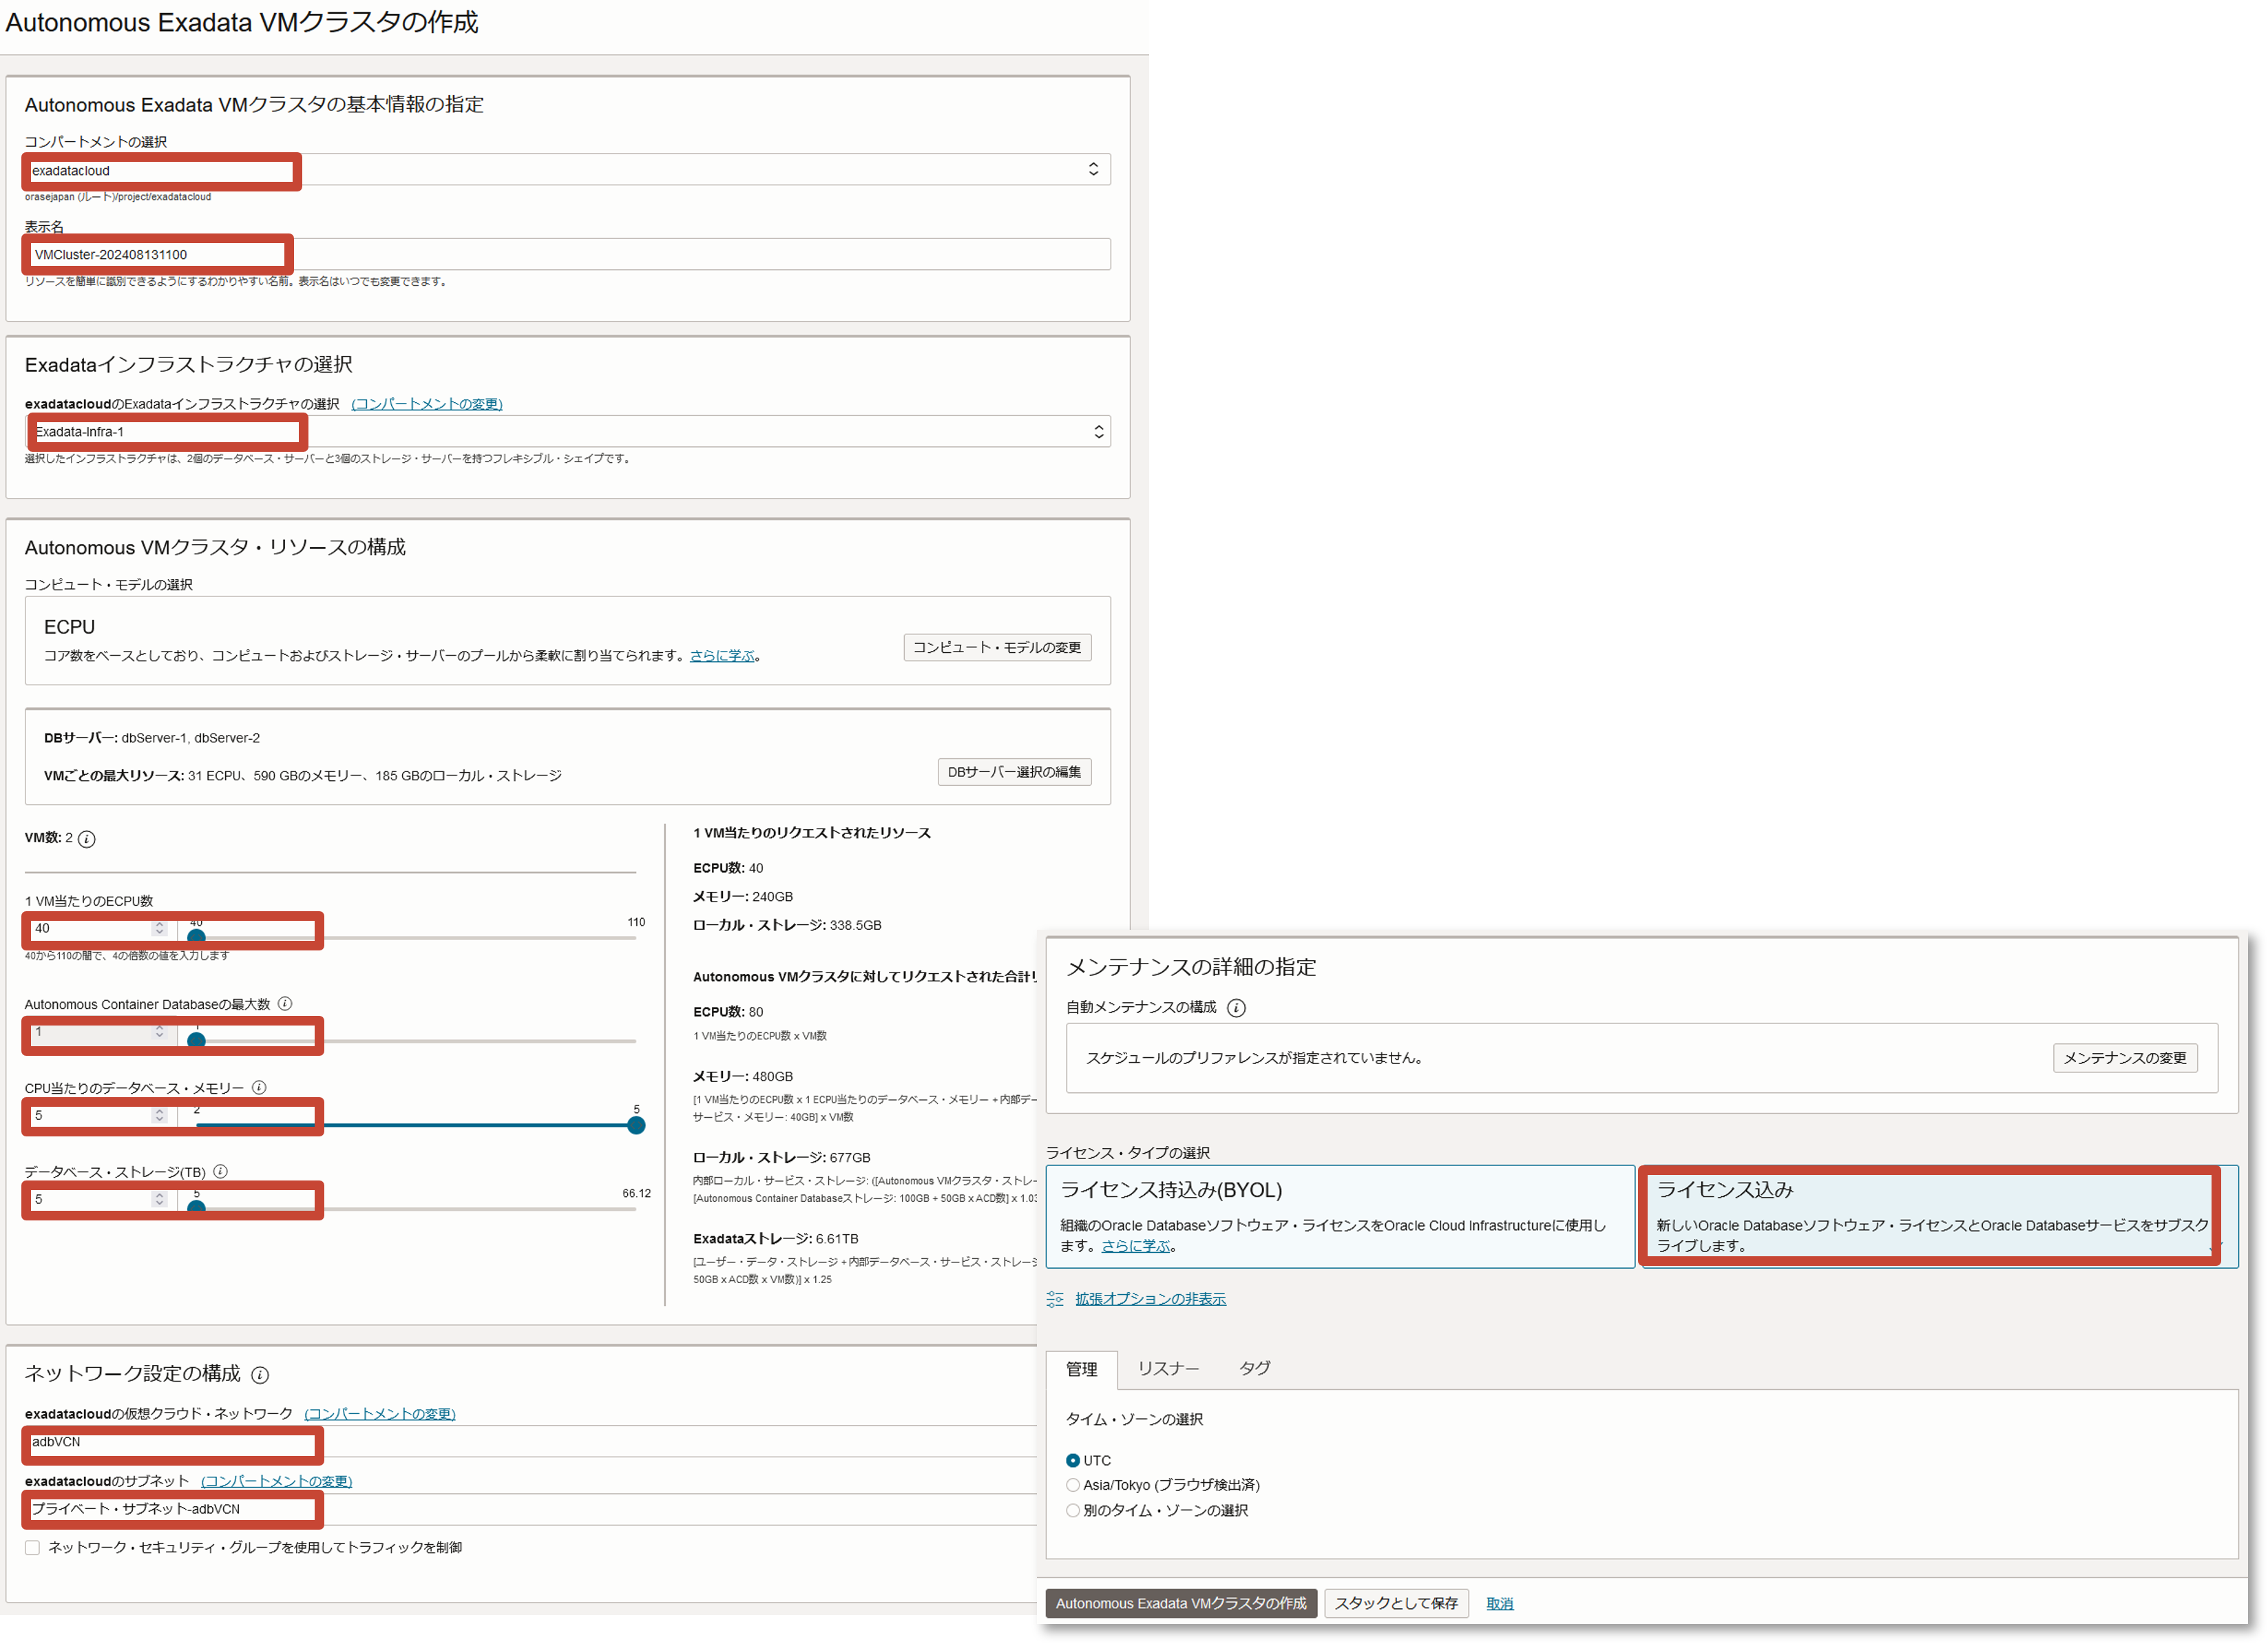 Autonomous Exadata VMクラスタの作成
Autonomous Exadata VMクラスタの基本情報の指定
コンパートメントの選択
exadatacloud
orasejapan (ルート)/project/exadatacloud
表示名
VMCluster-202408131100
リソースを簡単に識別できるようにするわかりやすい名前。表示名はいつでも変更できます。
Exadataインフラストラクチャの選択
exadatacloudのExadataインフラストラクチャの選択 (コンパートメントの変更)
Exadata-Infra-1
選択したインフラストラクチャは、2個のデータベース・サーバーと3個のストレージ・サーバーを持つフレキシブル・シェイプです。
Autonomous VMクラスタ・リソースの構成
コンピュート・モデルの選択
ECPU
コア数をベースとしており、コンピュートおよびストレージ・サーバーのプールから柔軟に割り当てられます。さらに学ぶ。
コンピュート・モデルの変更
DBサーバー: dbServer-1, dbServer-2
VMごとの最大リソース: 31 ECPU、590 GBのメモリー、185 GBのローカル・ストレージ
DBサーバー選択の編集
VM数: 2
1 VM当たりのECPU数
40
40
110
40から110の間で、4の倍数の値を入力します
Autonomous Container Databaseの最大数
1
1
CPU当たりのデータベース・メモリー
5
2
5
データベース・ストレージ(TB)
5
5
66.12
1 VM当たりのリクエストされたリソース
ECPU数: 40
メモリー: 240GB
ローカル・ストレージ: 338.5GB
Autonomous VMクラスタに対してリクエストされた合計リ
ECPU数: 80
1 VM当たりのECPU数 x VM数
メモリー: 480GB
[1 VM当たりのECPU数 x 1 ECPU当たりのデータベース・メモリー + 内部デー
サービス・メモリー: 40GB] x VM数
ローカル・ストレージ: 677GB
内部ローカル・サービス・ストレージ: ([Autonomous VMクラスタ・ストレー
[Autonomous Container Databaseストレージ: 100GB + 50GB x ACD数] x 1.03
Exadataストレージ: 6.61TB
[ユーザー・データ・ストレージ + 内部データベース・サービス・ストレージ
50GB x ACD数 x VM数)] x 1.25
ネットワーク設定の構成
exadatacloudの仮想クラウド・ネットワーク (コンパートメントの変更)
adbVCN
exadatacloudのサブネット (コンパートメントの変更)
プライベート・サブネット-adbVCN
ネットワーク・セキュリティ・グループを使用してトラフィックを制御
メンテナンスの詳細の指定
自動メンテナンスの構成
スケジュールのプリファレンスが指定されていません。
メンテナンスの変更
ライセンス・タイプの選択
ライセンス持込み(BYOL)
組織のOracle Databaseソフトウェア・ライセンスをOracle Cloud Infrastructureに使用し
ます。さらに学ぶ。
ライセンス込み
新しいOracle Databaseソフトウェア・ライセンスとOracle Databaseサービスをサブスク
ライブします。
拡張オプションの非表示
管理
リスナー
タグ
タイム・ゾーンの選択
UTC
Asia/Tokyo (ブラウザ検出済)
別のタイム・ゾーンの選択
Autonomous Exadata VMクラスタの作成
スタックとして保存
取消